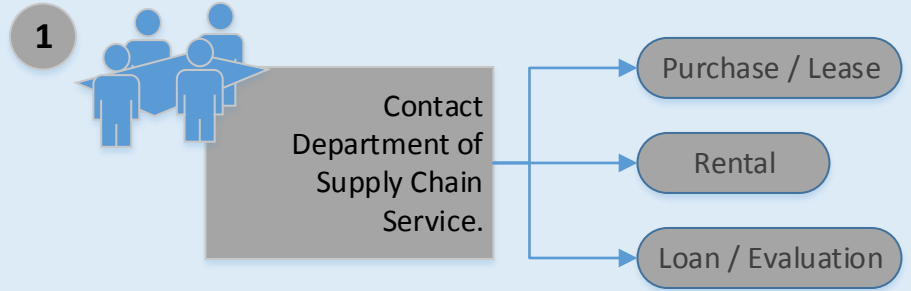 1
Contact
Department of
Supply Chain
Service.
Purchase / Lease
Rental
Loan / Evaluation